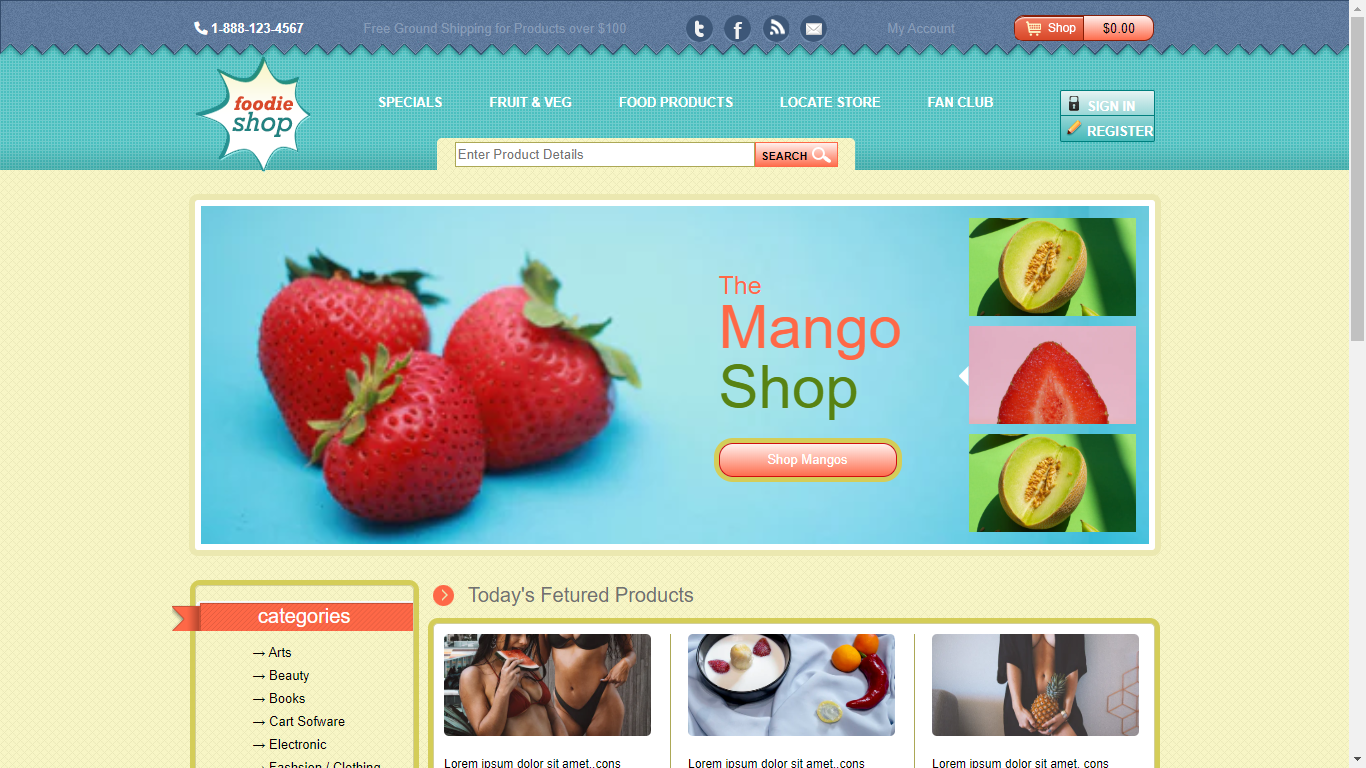 1-888-123-4567
Free Ground Shipping for Products over $100
My Account
Shop
$0.00
foodie
shop
SPECIALS
FRUIT & VEG
FOOD PRODUCTS
LOCATE STORE
FAN CLUB
SIGN IN
REGISTER
Enter Product Details
SEARCH
The
Mango
Shop
Shop Mangos
categories
→ Arts
→ Beauty
→ Books
→ Cart Sofware
→ Electronic
→ Fashsion / Clothing
Today's Fetured Products
Lorem ipsum dolor sit amet,,cons
Lorem ipsum dolor sit amet,,cons
Lorem ipsum dolor sit amet, cons